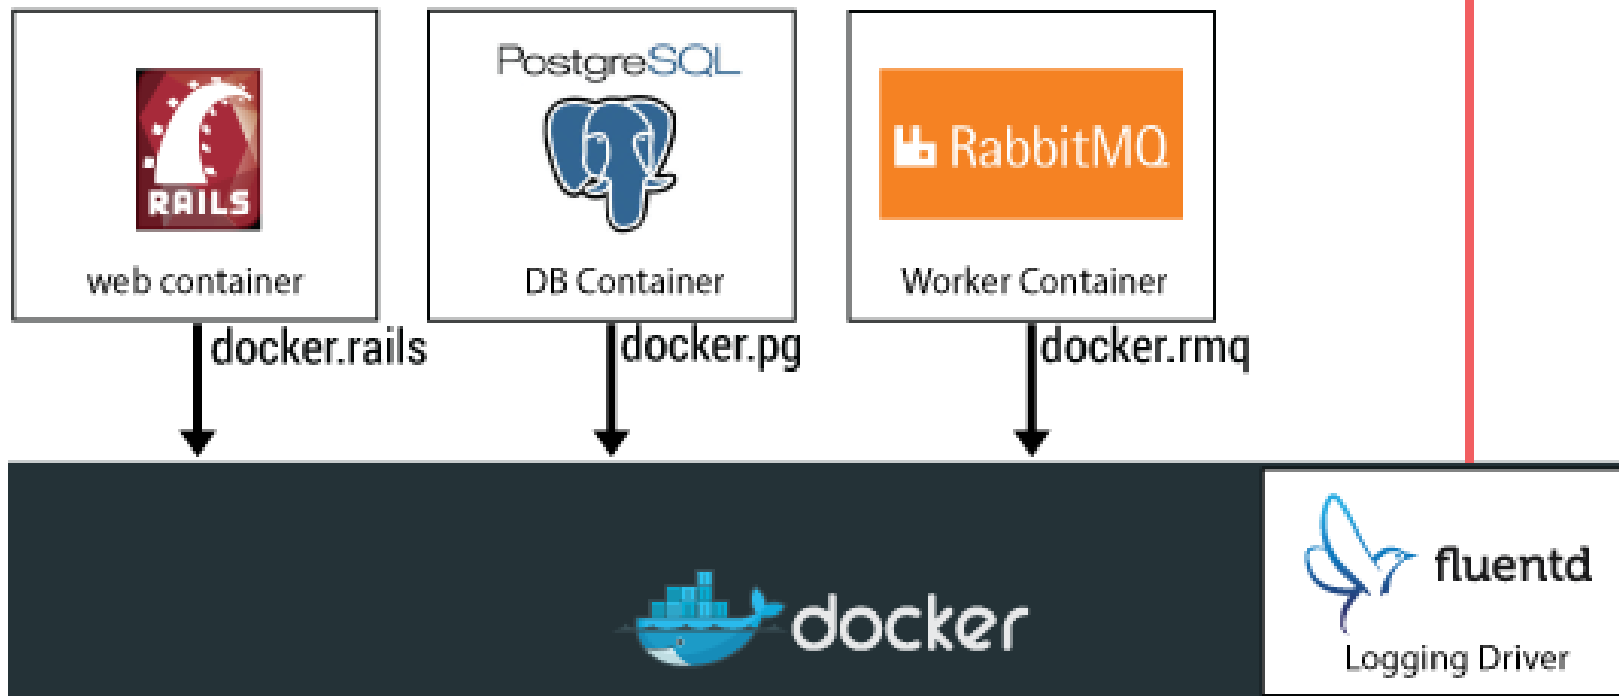 RAILS
web container
PostgreSQL
DB Container
RabbitMQ
Worker Container
docker.rails
docker.pg
docker.rmq
docker
fluentd
Logging Driver